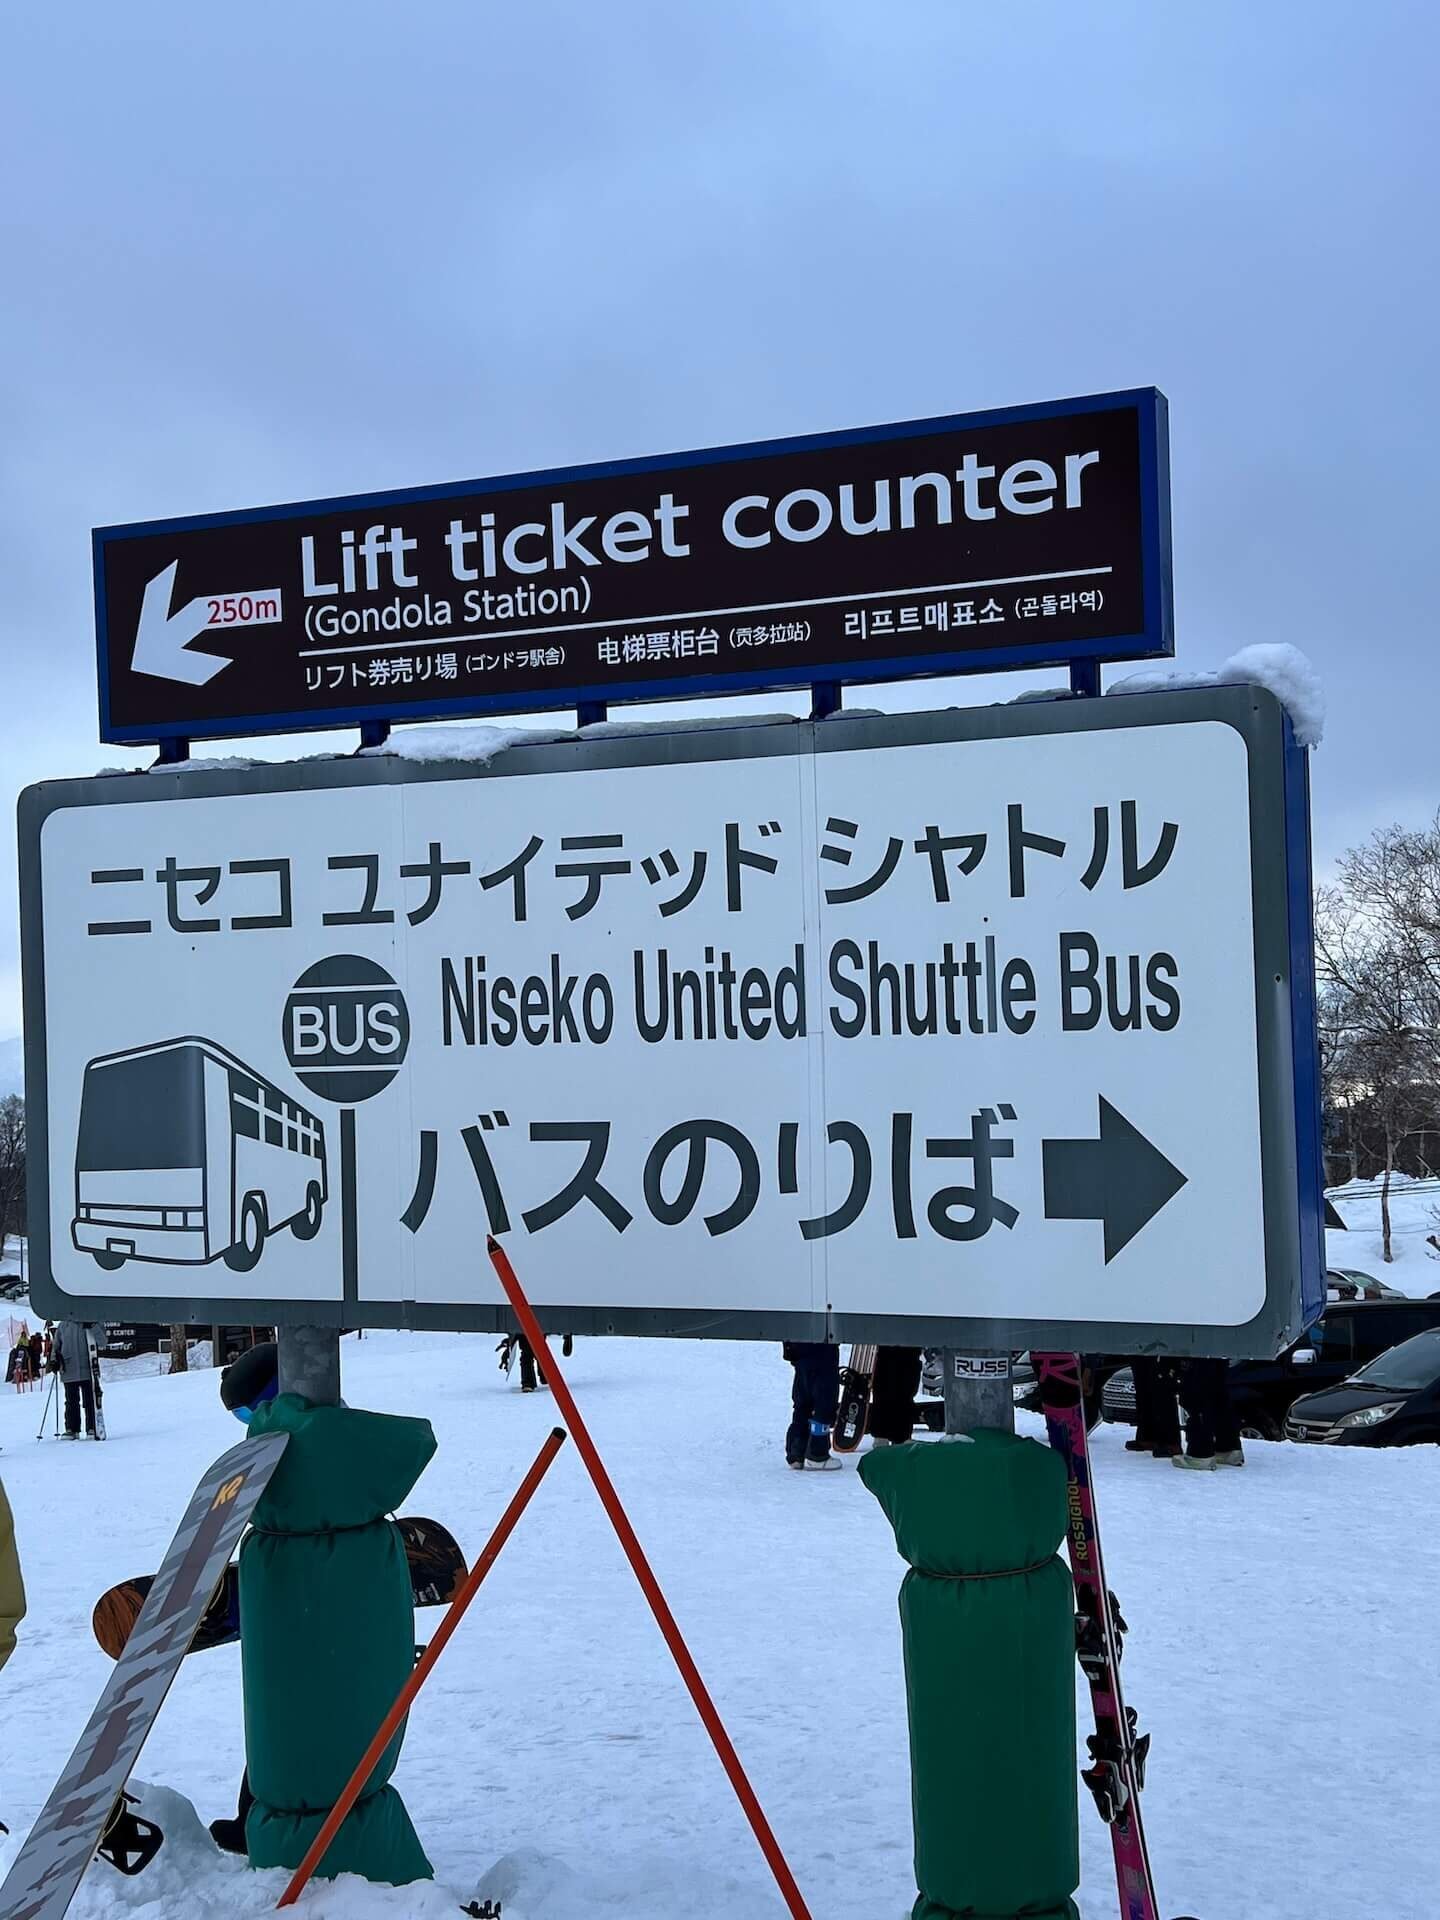 Lift ticket counter
250m
(Gondola Station)
リフト券売り場 (ゴンドラ駅舎) 电梯票柜台 (贡多拉站) 리프트매표소 (곤돌라역)
ニセコ ユナイテッド シャトル
BUS Niseko United Shuttle Bus
バスのりば
RUSS
K2
ROSSIGNOL